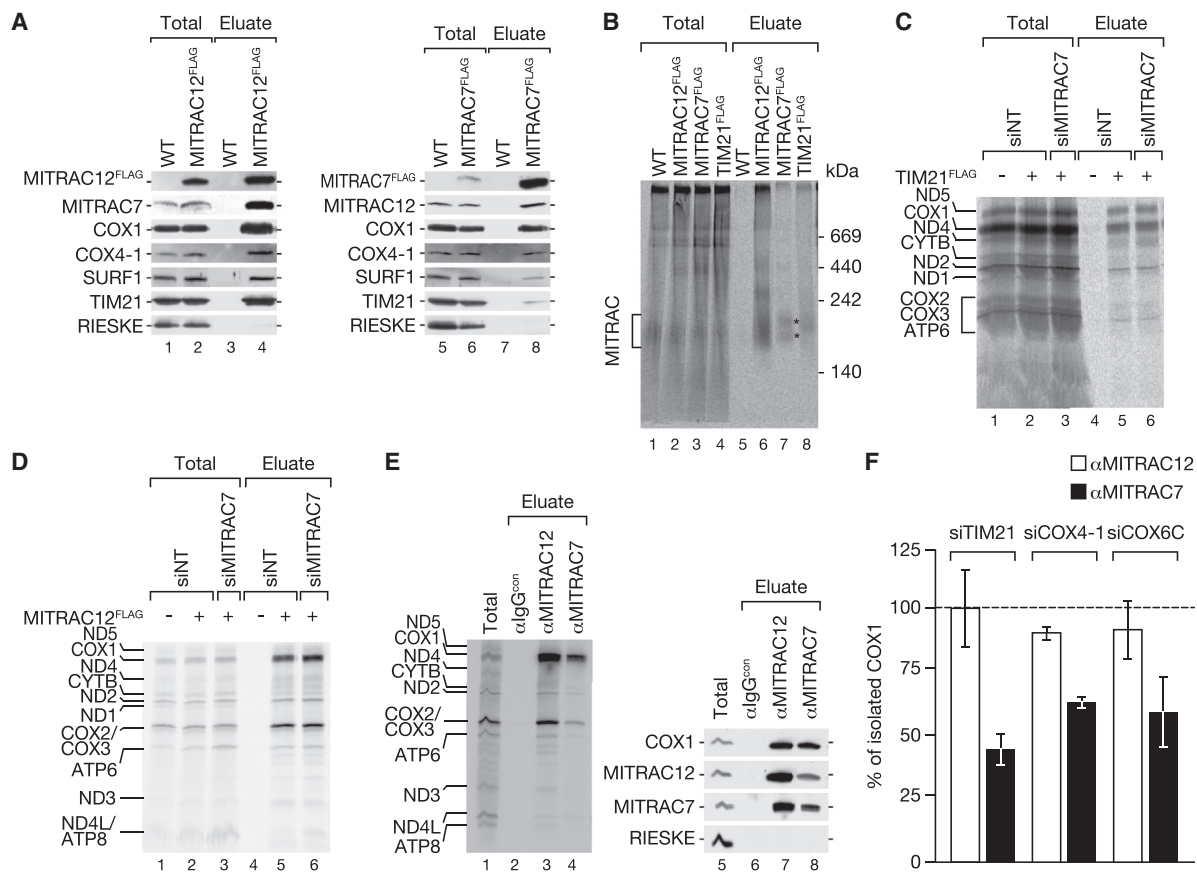 A
Total
Eluate
WT
MITRAC12FLAG
WT
MITRAC12FLAG
MITRAC12FLAG
MITRAC7
COX1
COX4-1
SURF1
TIM21
RIESKE
1 2 3 4
Total
Eluate
WT
MITRAC7FLAG
WT
MITRAC7FLAG
MITRAC7FLAG
MITRAC12
COX1
COX4-1
SURF1
TIM21
RIESKE
5 6 7 8
B
Total
Eluate
WT
MITRAC12FLAG
MITRAC7FLAG
TIM21FLAG
WT
MITRAC12FLAG
MITRAC7FLAG
TIM21FLAG
kDa
- 669
- 440
- 242
- 140
MITRAC
*
*
1 2 3 4 5 6 7 8
C
Total
Eluate
siNT
siMITRAC7
siNT
siMITRAC7
TIM21FLAG - + + - + +
ND5
COX1
ND4
CYTB
ND2
ND1
COX2
COX3
ATP6
1 2 3 4 5 6
D
Total
Eluate
siNT
siMITRAC7
siNT
siMITRAC7
MITRAC12FLAG - + + - + +
ND5
COX1
ND4
CYTB
ND2
ND1
COX2/
COX3
ATP6
ND3
ND4L/
ATP8
1 2 3 4 5 6
E
Eluate
Total
αIgGcon
αMITRAC12
αMITRAC7
ND5
COX1
ND4
CYTB
ND2
COX2/
COX3
ATP6
ND3
ND4L/
ATP8
1 2 3 4
Eluate
Total
αIgGcon
αMITRAC12
αMITRAC7
COX1
MITRAC12
MITRAC7
RIESKE
5 6 7 8
F
αMITRAC12
αMITRAC7
siTIM21 siCOX4-1 siCOX6C
% of isolated COX1
125
100
75
50
25
0